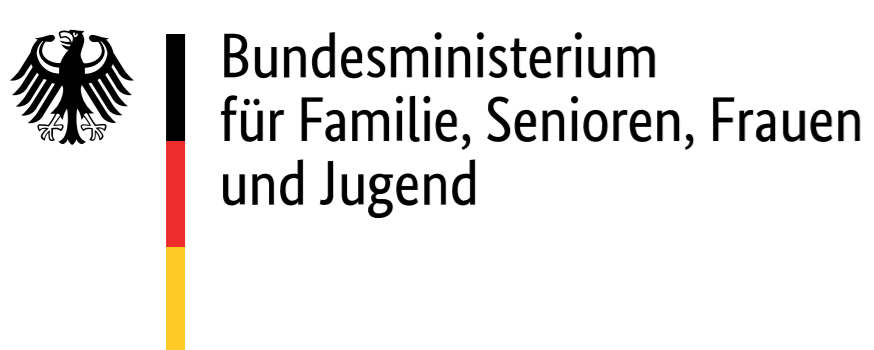 Bundesministerium
für Familie, Senioren, Frauen
und Jugend